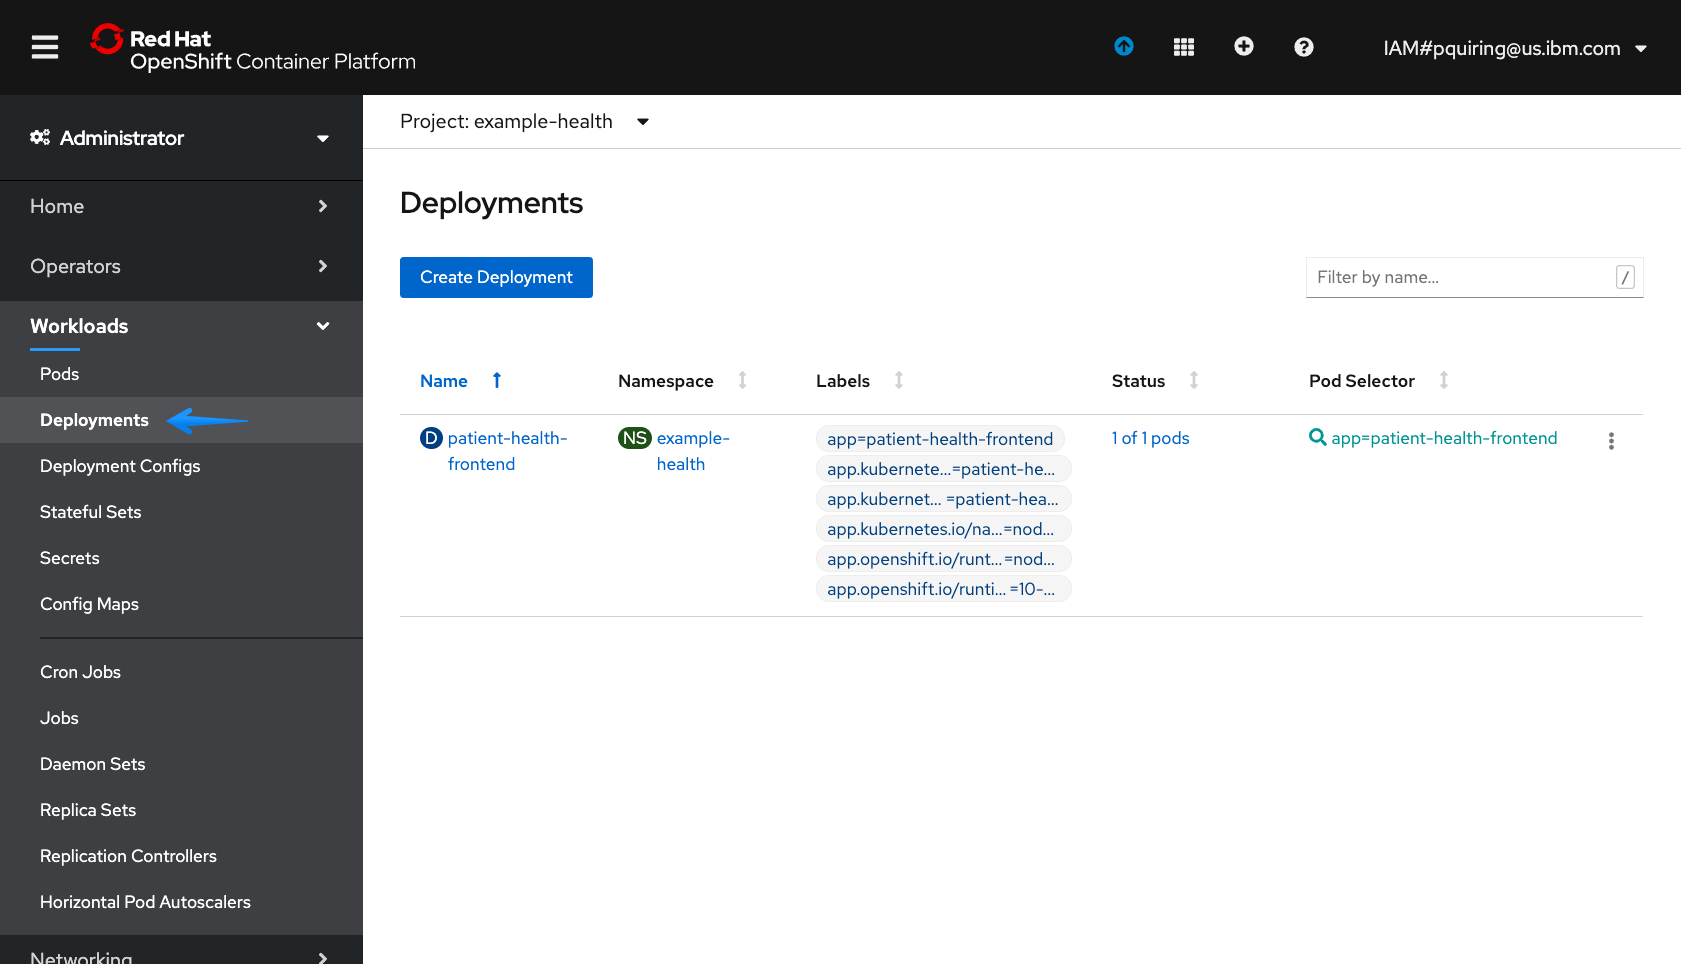 Red Hat
OpenShift Container Platform
IAM#pquiring@us.ibm.com
Administrator
Home
Operators
Workloads
Pods
Deployments
Deployment Configs
Stateful Sets
Secrets
Config Maps
Cron Jobs
Jobs
Daemon Sets
Replica Sets
Replication Controllers
Horizontal Pod Autoscalers
Networking
Project: example-health
Deployments
Create Deployment
Filter by name... /
Name Namespace Labels Status Pod Selector
D patient-health-
frontend
NS example-
health
app=patient-health-frontend
app.kubernete...=patient-he...
app.kubernet... =patient-hea...
app.kubernetes.io/na...=nod...
app.openshift.io/runt...=nod...
app.openshift.io/runti... =10-...
1 of 1 pods
app=patient-health-frontend